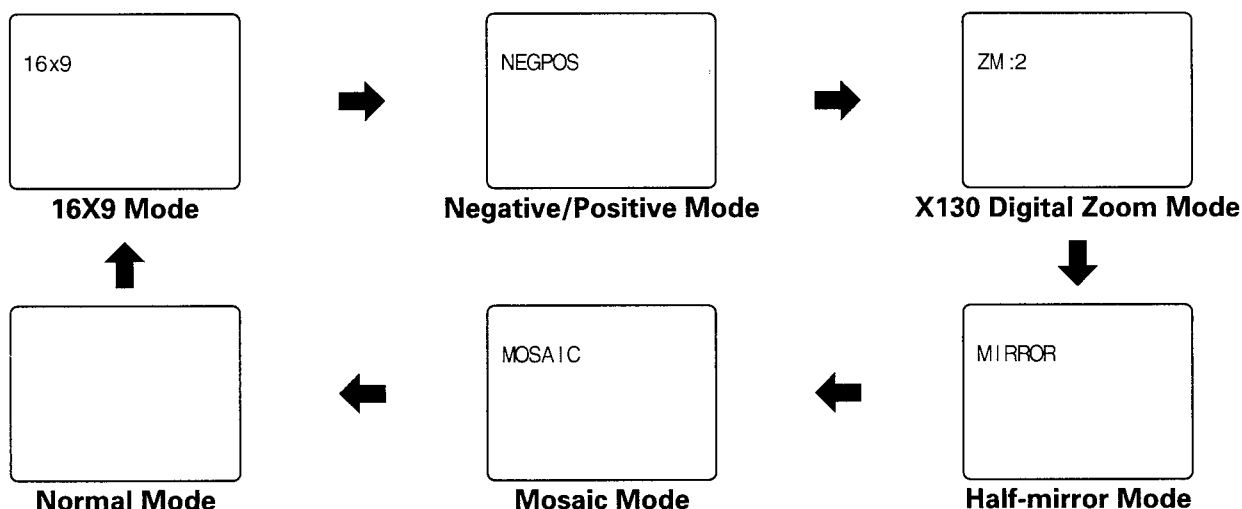 16x9
NEGPOS
ZM:2
16X9 Mode
Negative/Positive Mode
X130 Digital Zoom Mode
MOSAIC
MIRROR
Normal Mode
Mosaic Mode
Half-mirror Mode